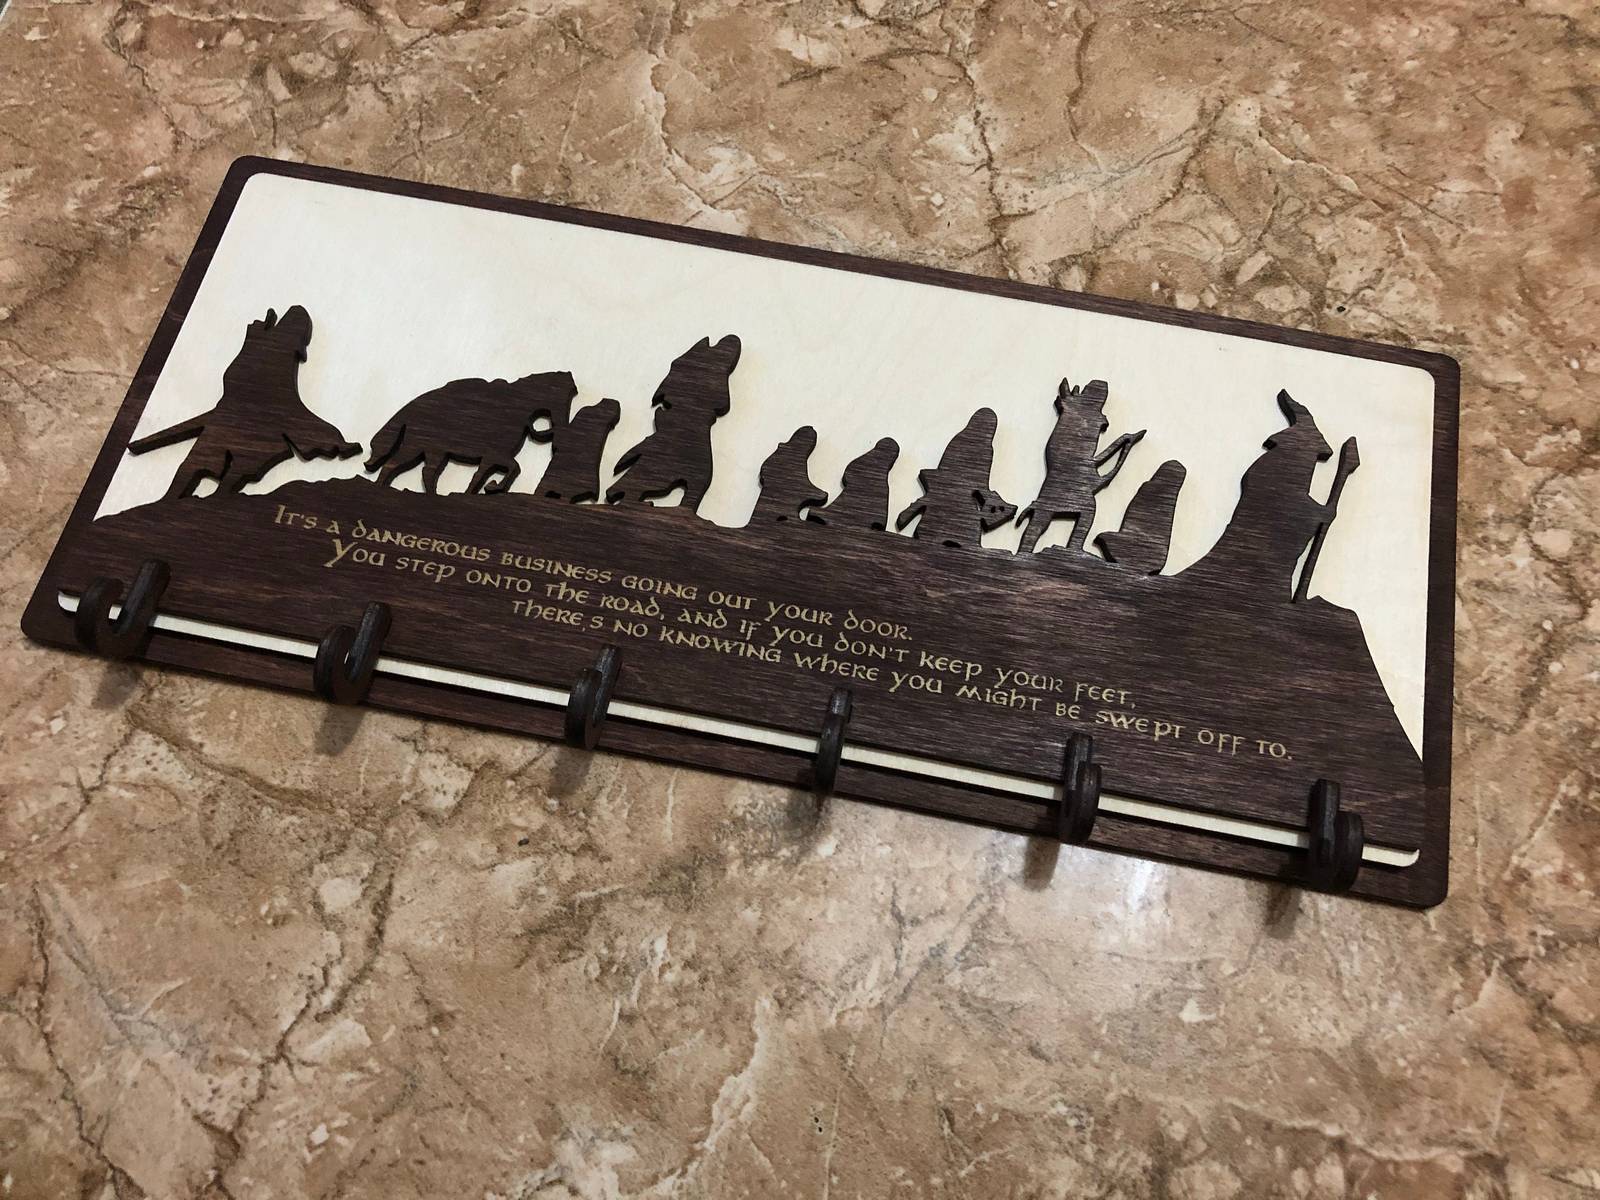 It's a dangerous business going out your door.
You step onto the road, and if you don't keep your feet,
there,s no knowing where you might be swept off to.